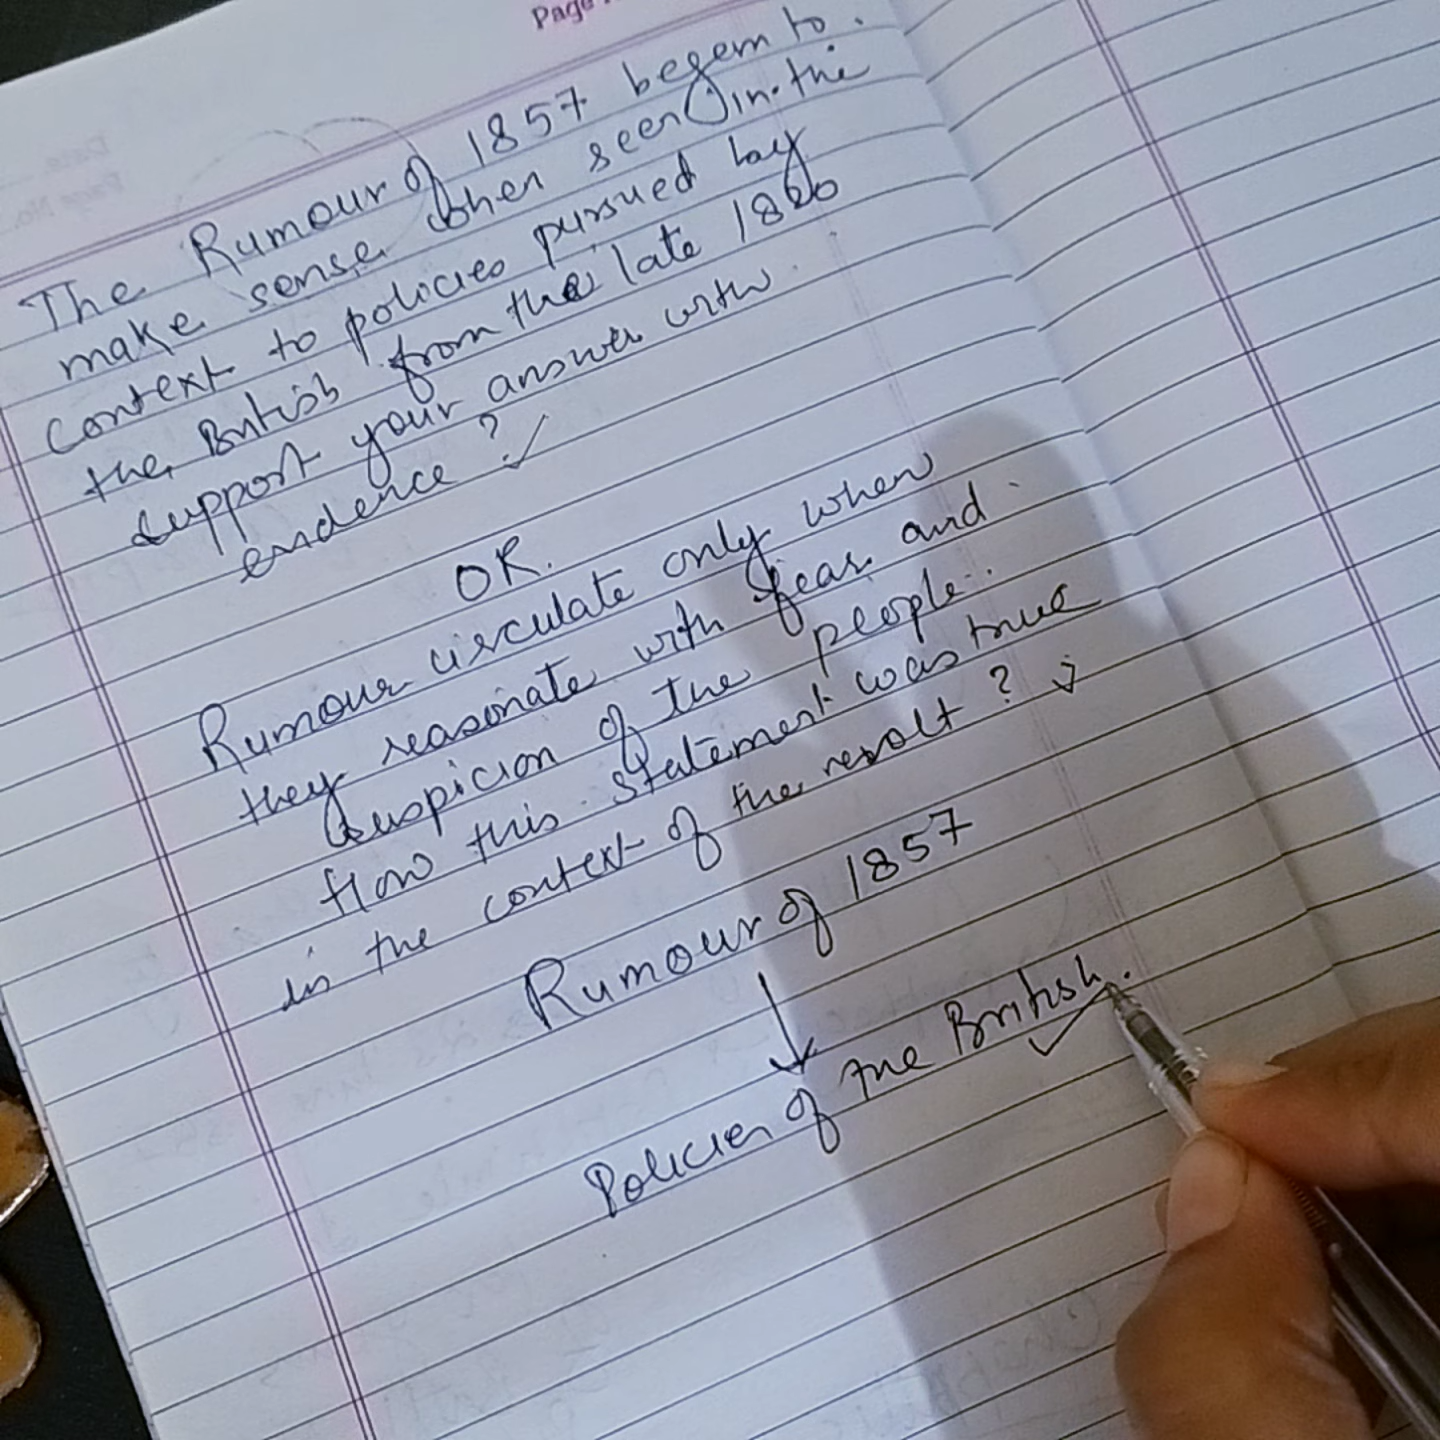 Page
The Rumour of 1857 begem to
make sense when seen in the
context to policies pursued by
the British from the late 1820
support your answer with
evidence?
OR.
Rumour circulate only when
they reasonate with fear and
suspicion of the people.
How this statement was true
in the context of the revolt?
Rumour of 1857
Policies of the British.